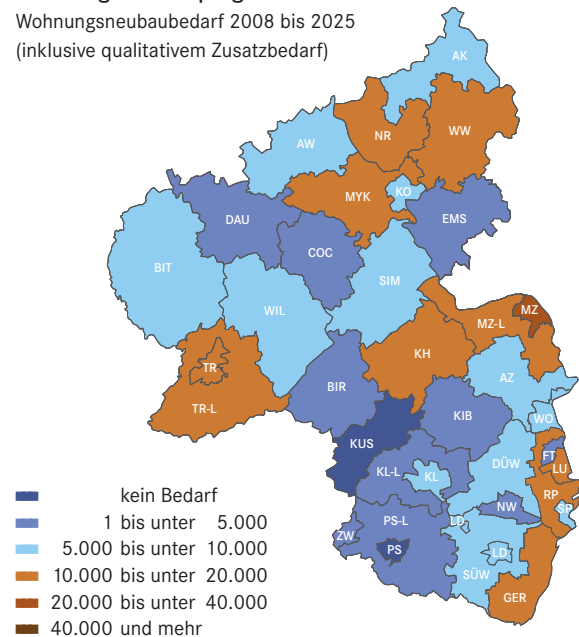 Wohnungsneubaubedarf 2008 bis 2025
(inklusive qualitativem Zusatzbedarf)
AK
NR
WW
AW
MYK
KO
EMS
DAU
COC
BIT
SIM
WIL
MZ
MZ-L
KH
TR
AZ
BIR
TR-L
KIB
WO
KUS
FT
DÜW
LU
KL-L
KL
RP
NW
SP
PS-L
LD
ZW
PS
LD
SÜW
GER
kein Bedarf
1 bis unter 5.000
5.000 bis unter 10.000
10.000 bis unter 20.000
20.000 bis unter 40.000
40.000 und mehr